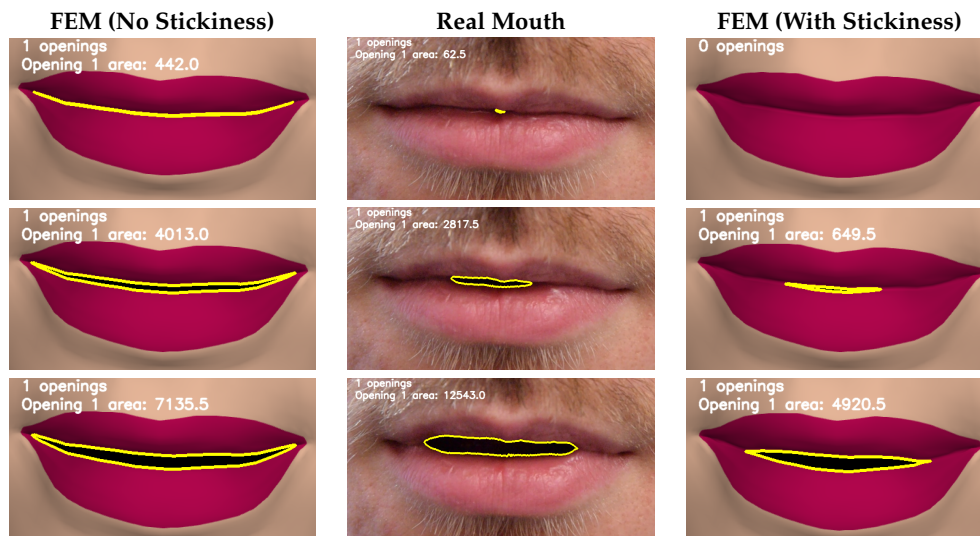 FEM (No Stickiness)
Real Mouth
FEM (With Stickiness)
1 openings
Opening 1 area: 442.0
1 openings
Opening 1 area: 62.5
0 openings
1 openings
Opening 1 area: 4013.0
1 openings
Opening 1 area: 2817.5
1 openings
Opening 1 area: 649.5
1 openings
Opening 1 area: 7135.5
1 openings
Opening 1 area: 12543.0
1 openings
Opening 1 area: 4920.5